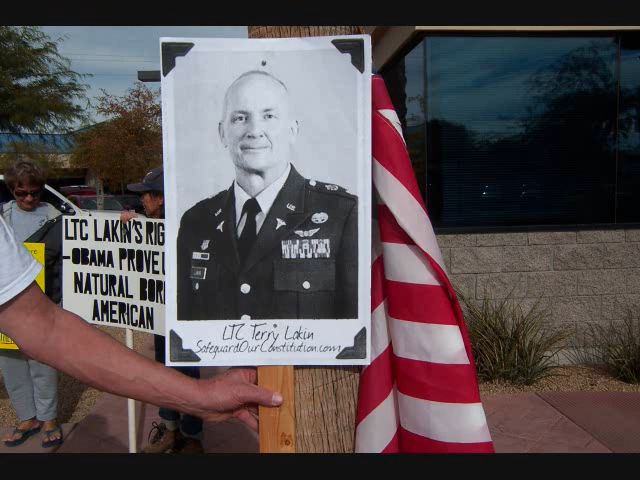 LTC LAKIN'S RIG
-OBAMA PROVE U
NATURAL BOR
AMERICAN
LTC Terry Lakin
SafeguardOurConstitution.com